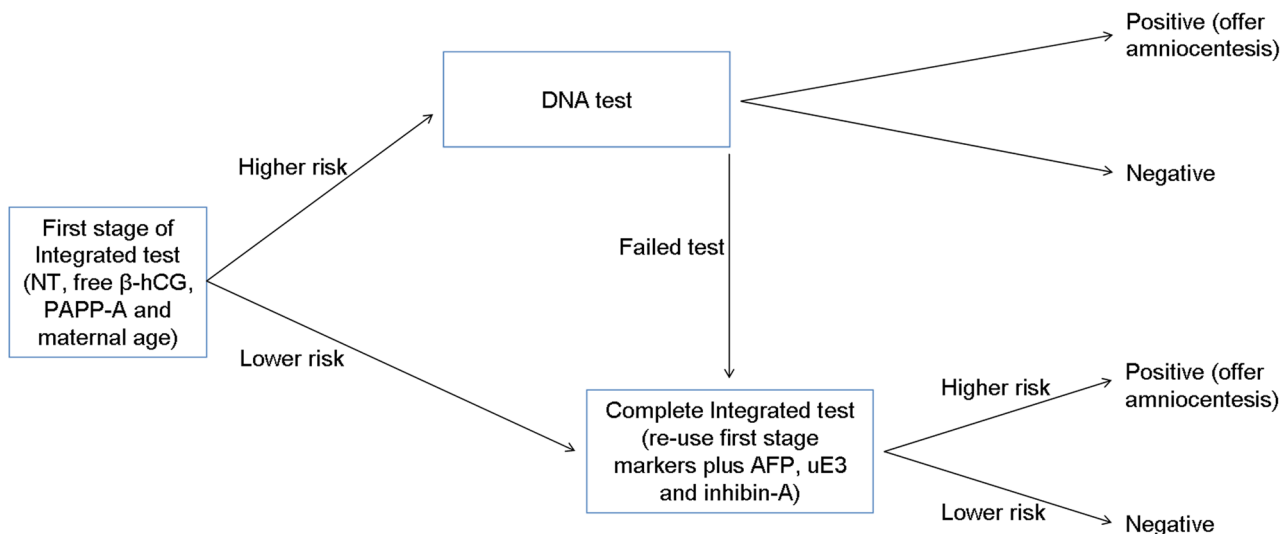 Positive (offer
amniocentesis)
DNA test
Higher risk
Negative
First stage of
Integrated test
(NT, free β-hCG,
PAPP-A and
maternal age)
Failed test
Lower risk
Complete Integrated test
(re-use first stage
markers plus AFP, uE3
and inhibin-A)
Higher risk
Positive (offer
amniocentesis)
Lower risk
Negative